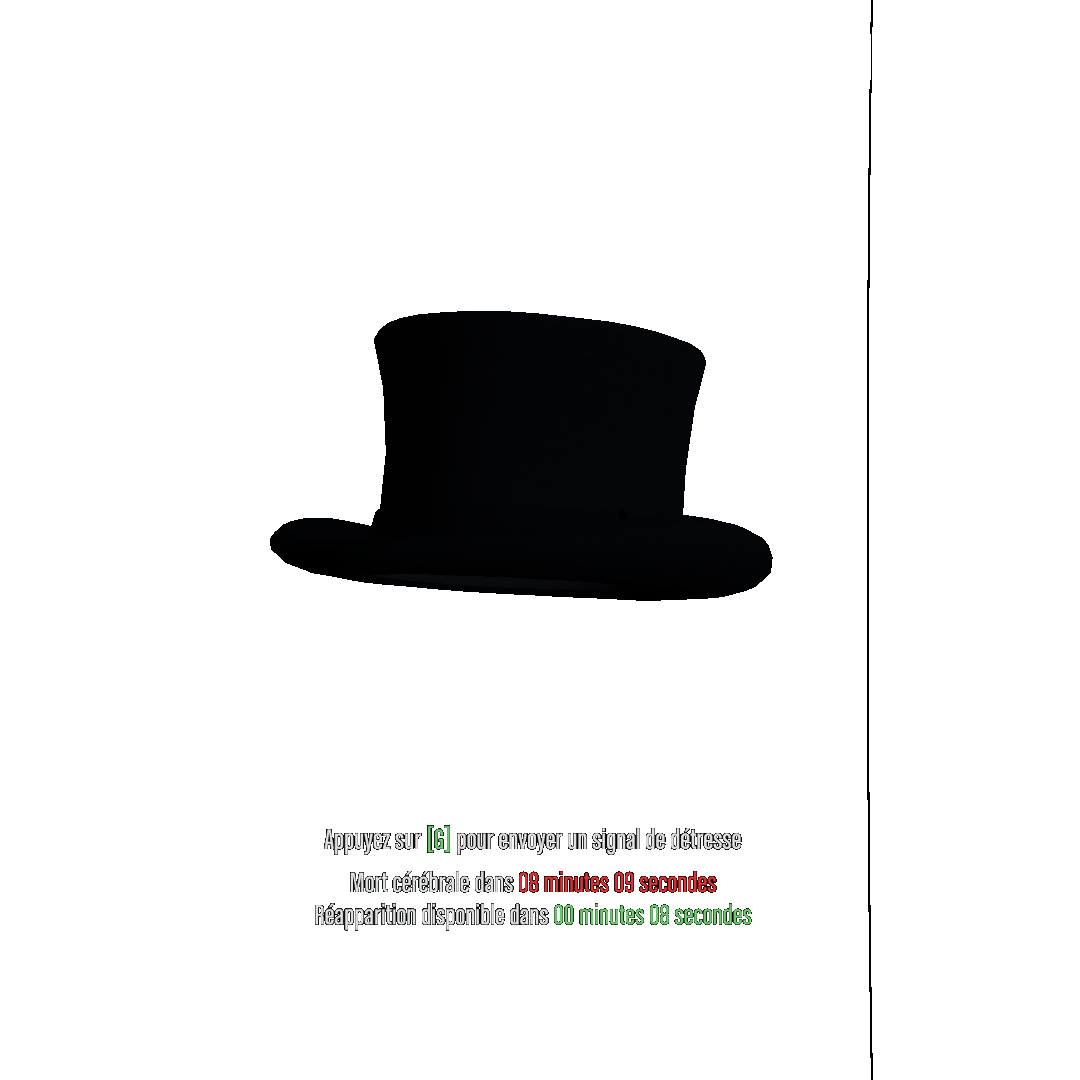 Appuyez sur [G] pour envoyer un signal de détresse
Mort cérébrale dans 08 minutes 09 secondes
Réapparition disponible dans 00 minutes 08 secondes